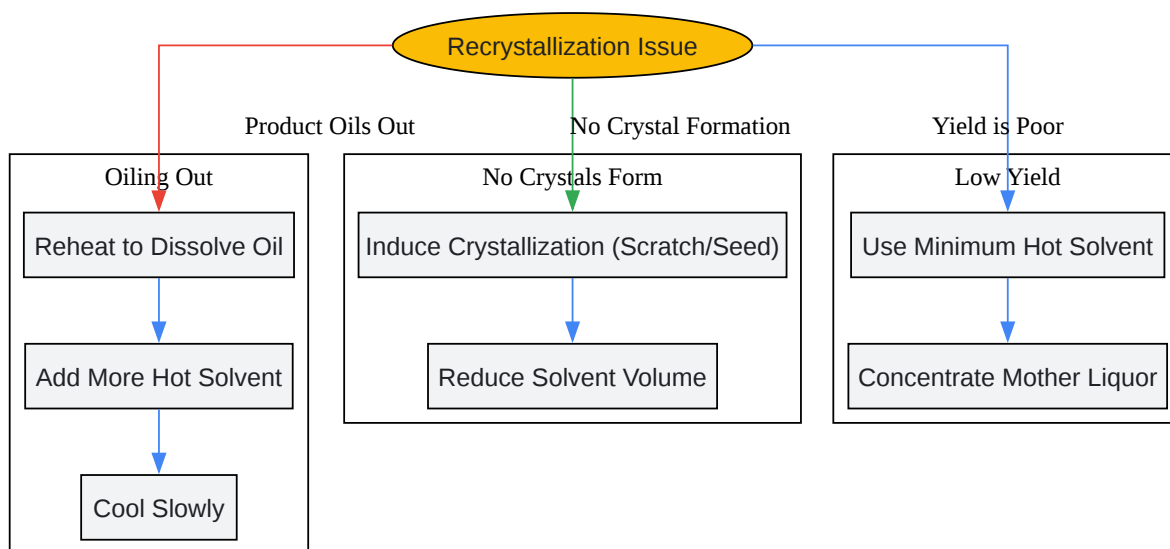 Recrystallization Issue
Product Oils Out
No Crystal Formation
Yield is Poor
Oiling Out
No Crystals Form
Low Yield
Reheat to Dissolve Oil
Induce Crystallization (Scratch/Seed)
Use Minimum Hot Solvent
Add More Hot Solvent
Reduce Solvent Volume
Concentrate Mother Liquor
Cool Slowly